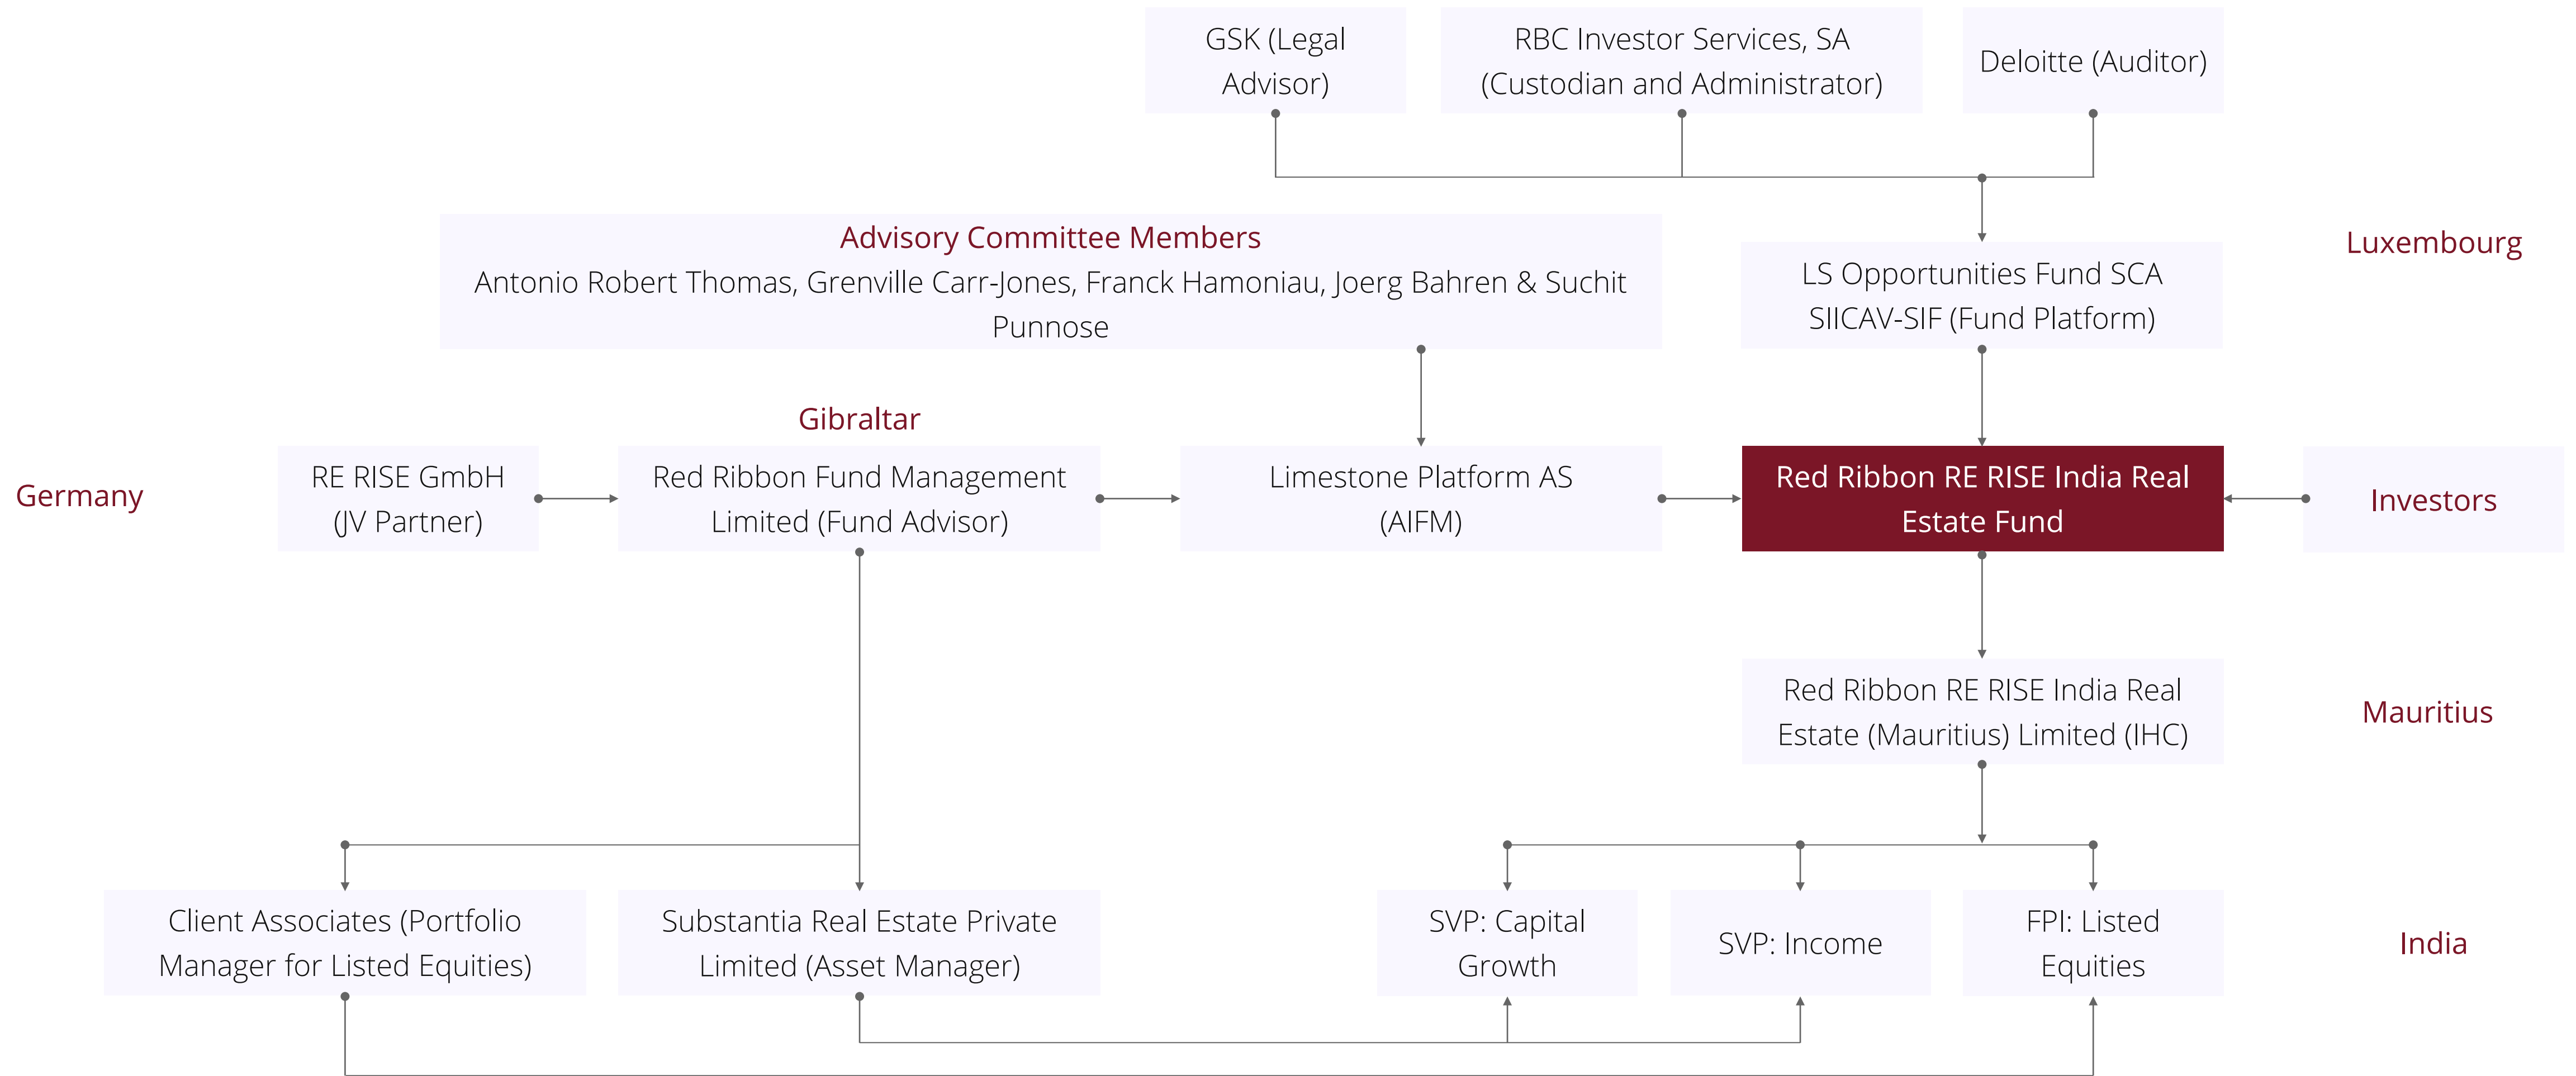 GSK (Legal
Advisor)
RBC Investor Services, SA
(Custodian and Administrator)
Deloitte (Auditor)
Advisory Committee Members
Antonio Robert Thomas, Grenville Carr-Jones, Franck Hamoniau, Joerg Bahren & Suchit
Punnose
LS Opportunities Fund SCA
SIICAV-SIF (Fund Platform)
Luxembourg
Gibraltar
Germany
RE RISE GmbH
(JV Partner)
Red Ribbon Fund Management
Limited (Fund Advisor)
Limestone Platform AS
(AIFM)
Red Ribbon RE RISE India Real
Estate Fund
Investors
Red Ribbon RE RISE India Real
Estate (Mauritius) Limited (IHC)
Mauritius
Client Associates (Portfolio
Manager for Listed Equities)
Substantia Real Estate Private
Limited (Asset Manager)
SVP: Capital
Growth
SVP: Income
FPI: Listed
Equities
India